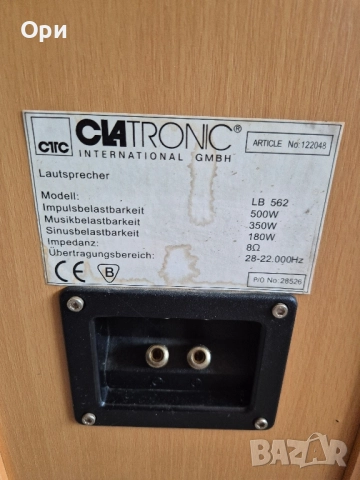 Ори
CTC CLATRONIC® ARTICLE No: 122048
INTERNATIONAL GMBH
Lautsprecher
Modell: LB 562
Impulsbelastbarkeit 500W
Musikbelastbarkeit 350W
Sinusbelastbarkeit 180W
Impedanz: 8Ω
Übertragungsbereich: 28-22.000Hz
CE B P/O No: 28526
BAZAR
bg